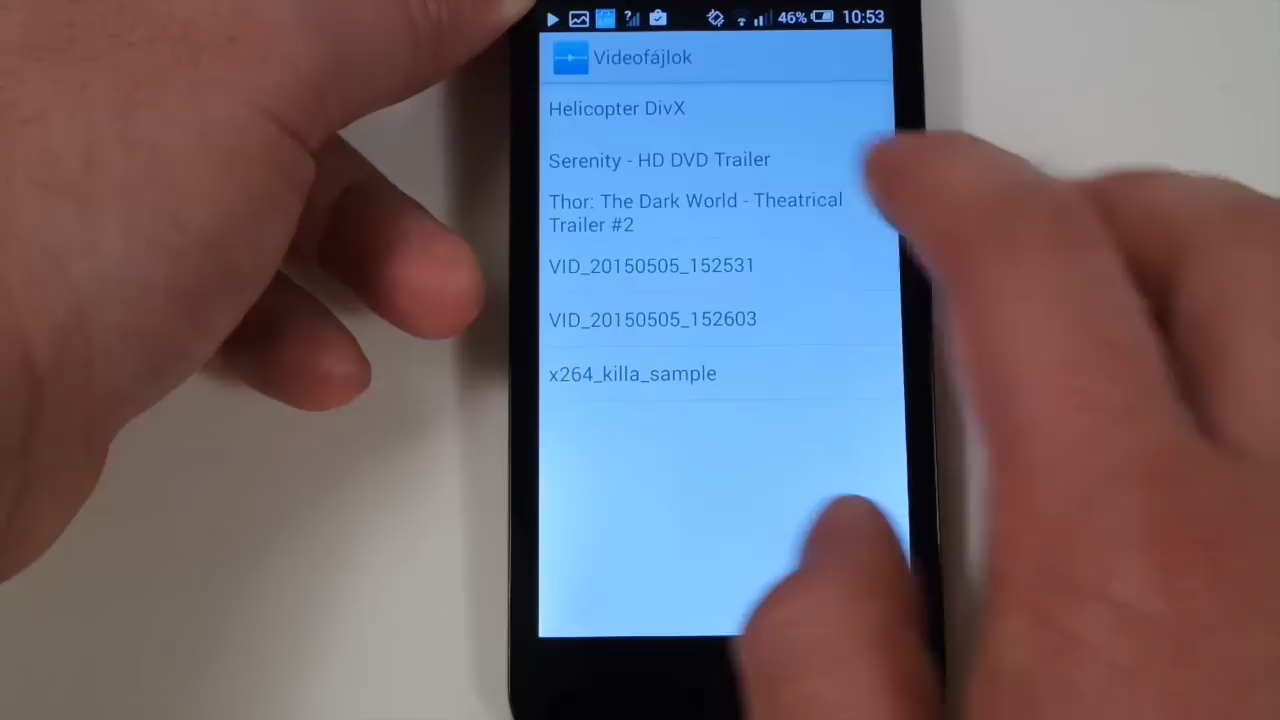 ? 46% 10:53
Videofájlok
Helicopter DivX
Serenity - HD DVD Trailer
Thor: The Dark World - Theatrical
Trailer #2
VID_20150505_152531
VID_20150505_152603
x264_killa_sample